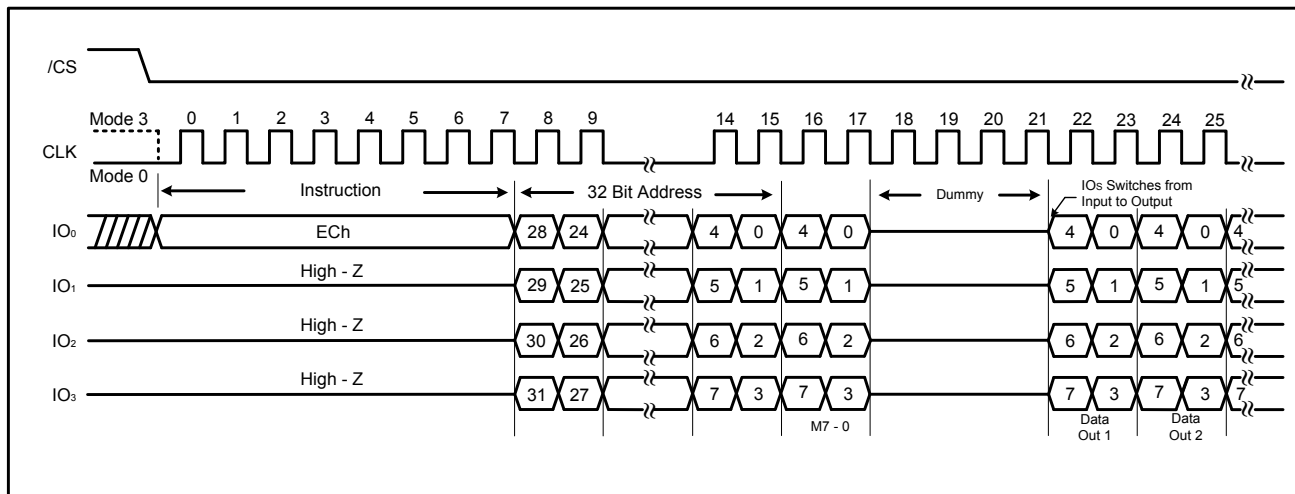 /CS
Mode 3 0 1 2 3 4 5 6 7 8 9 14 15 16 17 18 19 20 21 22 23 24 25
CLK
Mode 0
Instruction 32 Bit Address Dummy IOs Switches from
Input to Output
IO0 ECh 28 24 4 0 4 0 4 0 4 0 4
IO1 High - Z 29 25 5 1 5 1 5 1 5 1 5
IO2 High - Z 30 26 6 2 6 2 6 2 6 2 6
IO3 High - Z 31 27 7 3 7 3 7 3 7 3 7
M7 - 0 Data Data
Out 1 Out 2